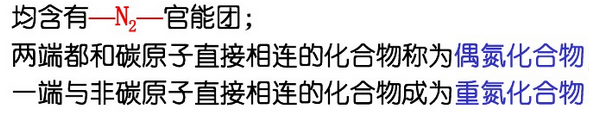 均含有—N₂—官能团；
两端都和碳原子直接相连的化合物称为偶氮化合物
一端与非碳原子直接相连的化合物成为重氮化合物